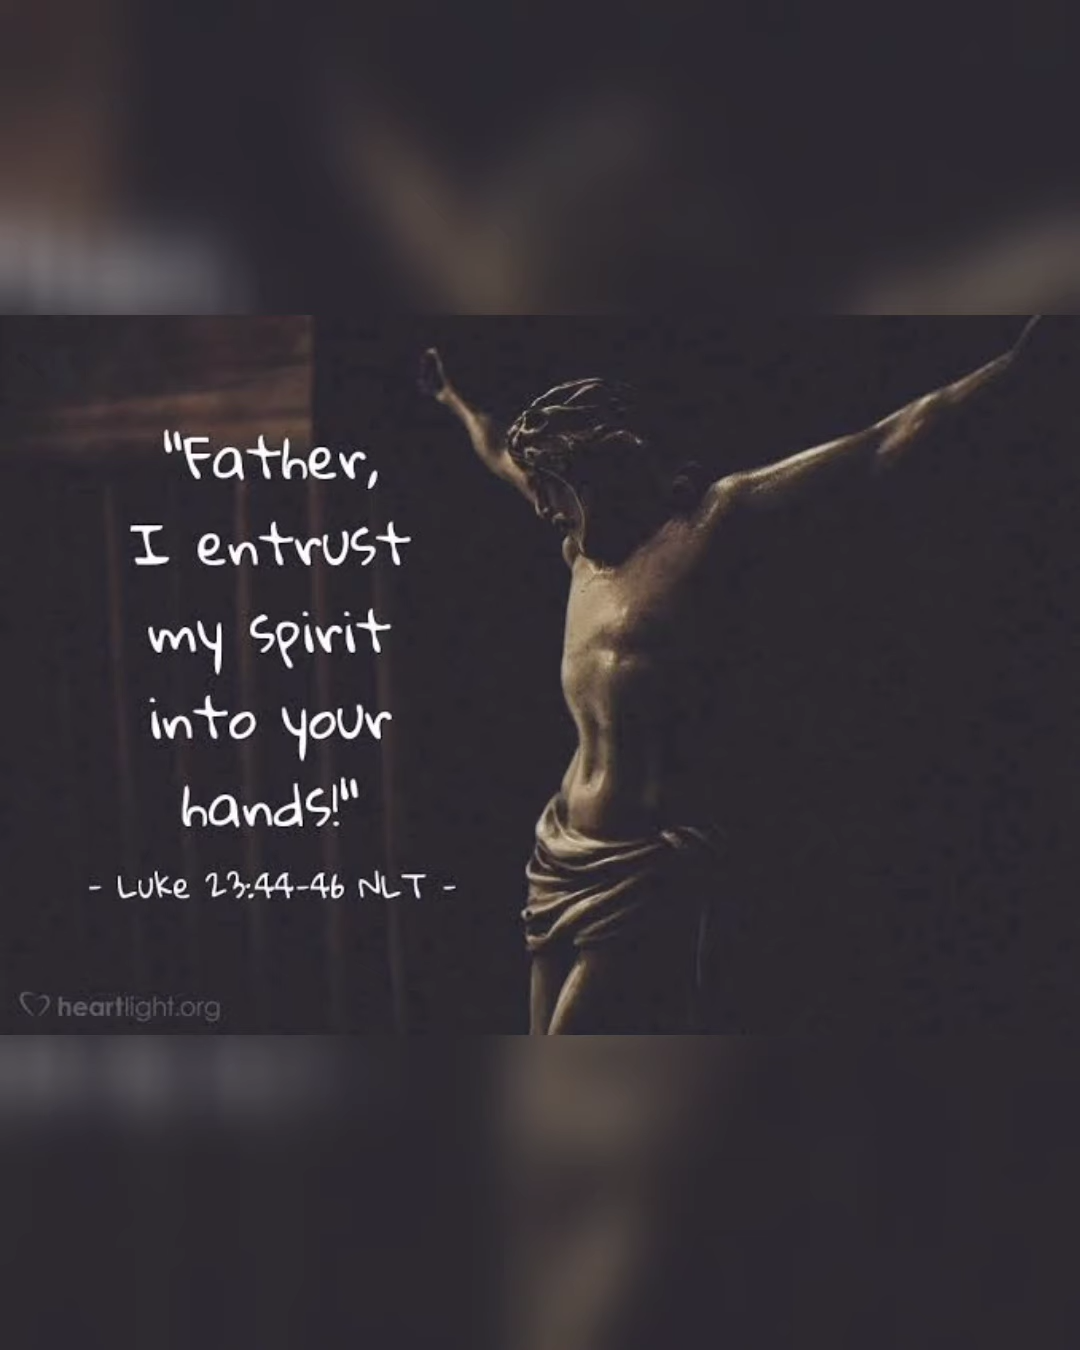 "Father,
I entrust
my spirit
into your
hands!"
- Luke 23:44-46 NLT -
heartlight.org